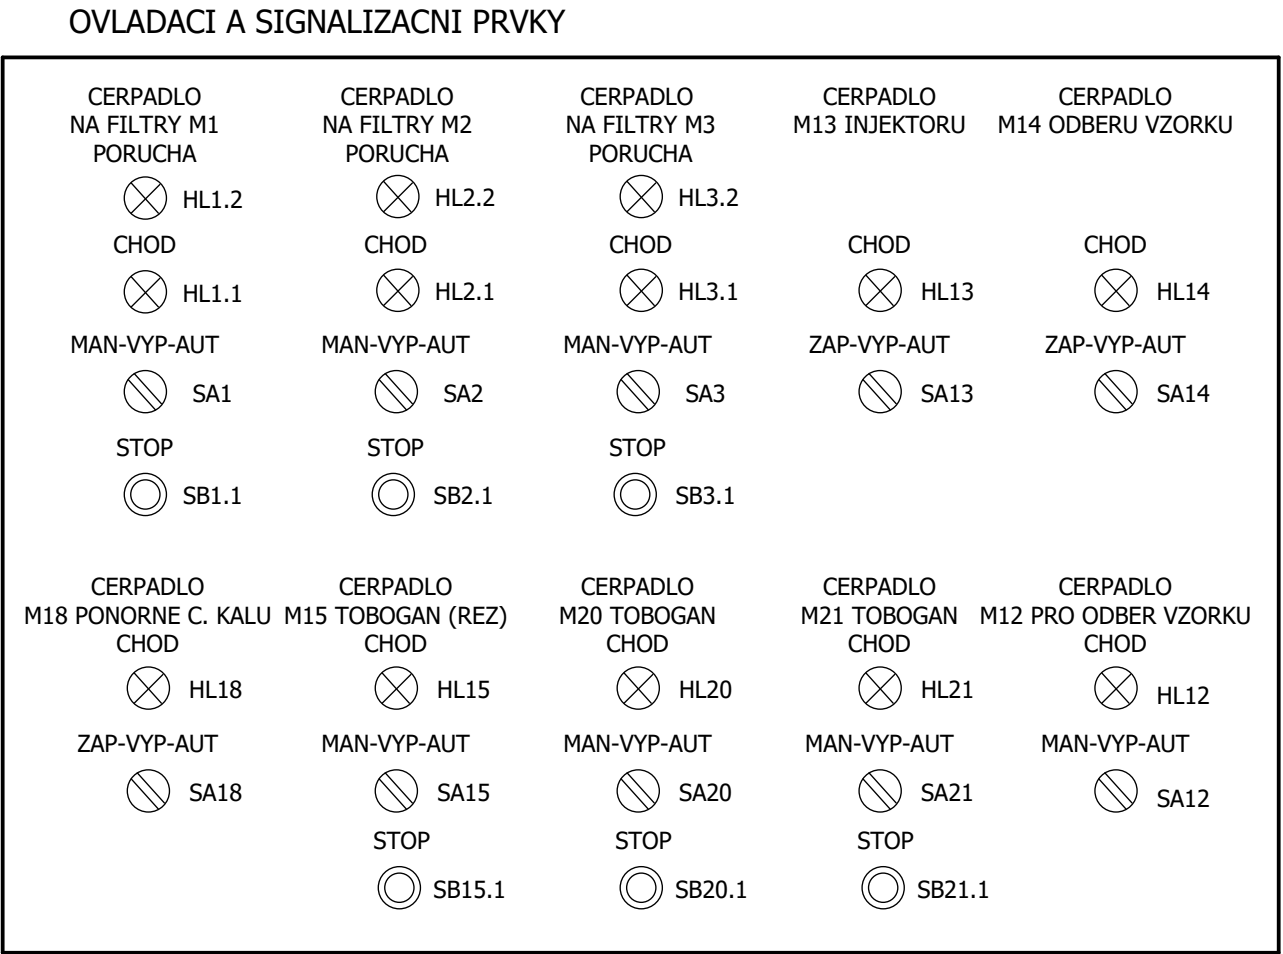 OVLADACI A SIGNALIZACNI PRVKY
CERPADLO
NA FILTRY M1
PORUCHA
HL1.2
CHOD
HL1.1
MAN-VYP-AUT
SA1
STOP
SB1.1
CERPADLO
NA FILTRY M2
PORUCHA
HL2.2
CHOD
HL2.1
MAN-VYP-AUT
SA2
STOP
SB2.1
CERPADLO
NA FILTRY M3
PORUCHA
HL3.2
CHOD
HL3.1
MAN-VYP-AUT
SA3
STOP
SB3.1
CERPADLO
M13 INJEKTORU
CHOD
HL13
ZAP-VYP-AUT
SA13
CERPADLO
M14 ODBERU VZORKU
CHOD
HL14
ZAP-VYP-AUT
SA14
CERPADLO
M18 PONORNE C. KALU
CHOD
HL18
ZAP-VYP-AUT
SA18
CERPADLO
M15 TOBOGAN (REZ)
CHOD
HL15
MAN-VYP-AUT
SA15
STOP
SB15.1
CERPADLO
M20 TOBOGAN
CHOD
HL20
MAN-VYP-AUT
SA20
STOP
SB20.1
CERPADLO
M21 TOBOGAN
CHOD
HL21
MAN-VYP-AUT
SA21
STOP
SB21.1
CERPADLO
M12 PRO ODBER VZORKU
CHOD
HL12
MAN-VYP-AUT
SA12